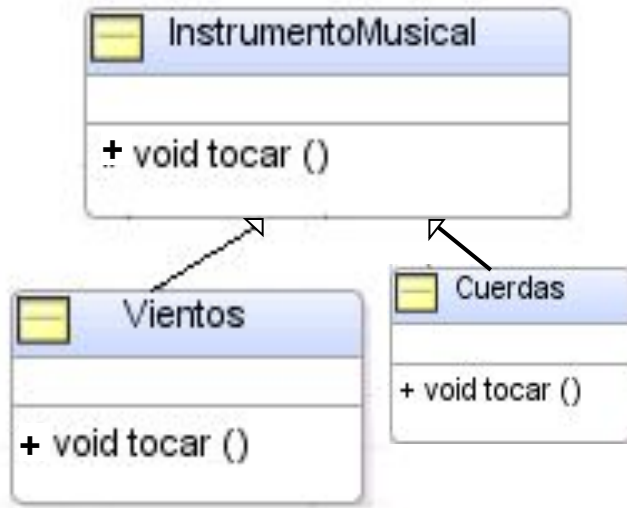 InstrumentoMusical
+ void tocar ()
Vientos
+ void tocar ()
Cuerdas
+ void tocar ()